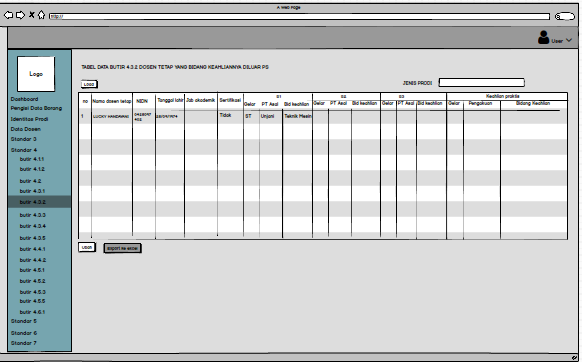 A Web Page
http://
User
Logo
TABEL DATA BUTIR 4.3.2 DOSEN TETAP YANG BIDANG KEAHLIANNYA DILUAR PS
JENIS PRODI
Dashboard
Pengisi Data Borang
Identitas Prodi
Data Dosen
Standar 3
Standar 4
butir 4.1.1
butir 4.1.2
butir 4.2
butir 4.3.1
butir 4.3.2
butir 4.3.3
butir 4.3.4
butir 4.3.5
butir 4.4.1
butir 4.4.2
butir 4.5.1
butir 4.5.2
butir 4.5.3
butir 4.5.5
butir 4.6.1
Standar 5
Standar 6
Standar 7
S1 S2 S3 Keahlian praktis
no Nama dosen tetap NIDN Tanggal lahir Jab akademik Sertifikasi Gelar PT Asal Bid keahlian Gelar PT Asal Bid keahlian Gelar PT Asal Bid keahlian Gelar Pengakuan Bidang Keahlian
1 LUCKY HANDAYANI Tidak ST Unjani Teknik Mesin
Ubah Export ke excel